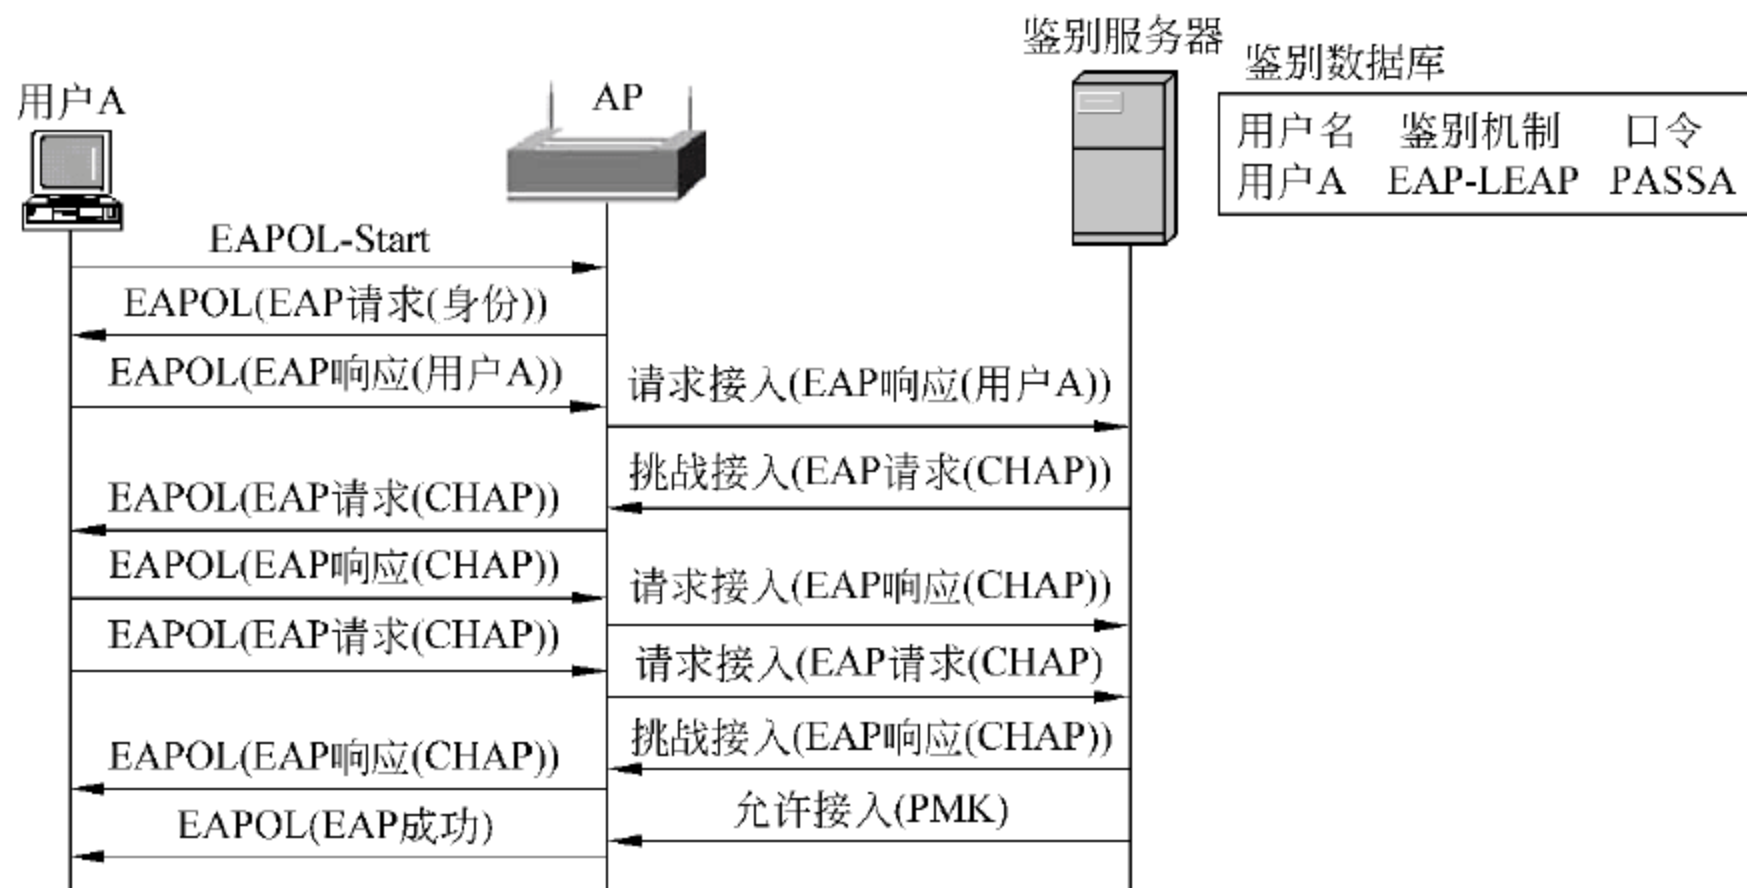 鉴别服务器
鉴别数据库
用户A
AP
用户名 鉴别机制 口令
用户A EAP-LEAP PASSA
EAPOL-Start
EAPOL(EAP请求(身份))
EAPOL(EAP响应(用户A))
请求接入(EAP响应(用户A))
挑战接入(EAP请求(CHAP))
EAPOL(EAP请求(CHAP))
EAPOL(EAP响应(CHAP))
请求接入(EAP响应(CHAP))
EAPOL(EAP请求(CHAP))
请求接入(EAP请求(CHAP)
挑战接入(EAP响应(CHAP))
EAPOL(EAP响应(CHAP))
允许接入(PMK)
EAPOL(EAP成功)